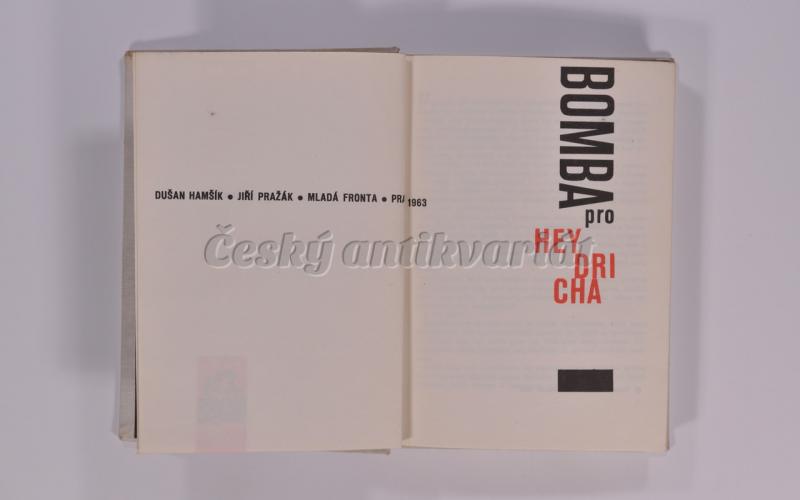 DUŠAN HAMŠÍK • JIŘÍ PRAŽÁK • MLADÁ FRONTA • PRA 1963
BOMBA
pro
HEY
DRI
CHA
Český antikvariát